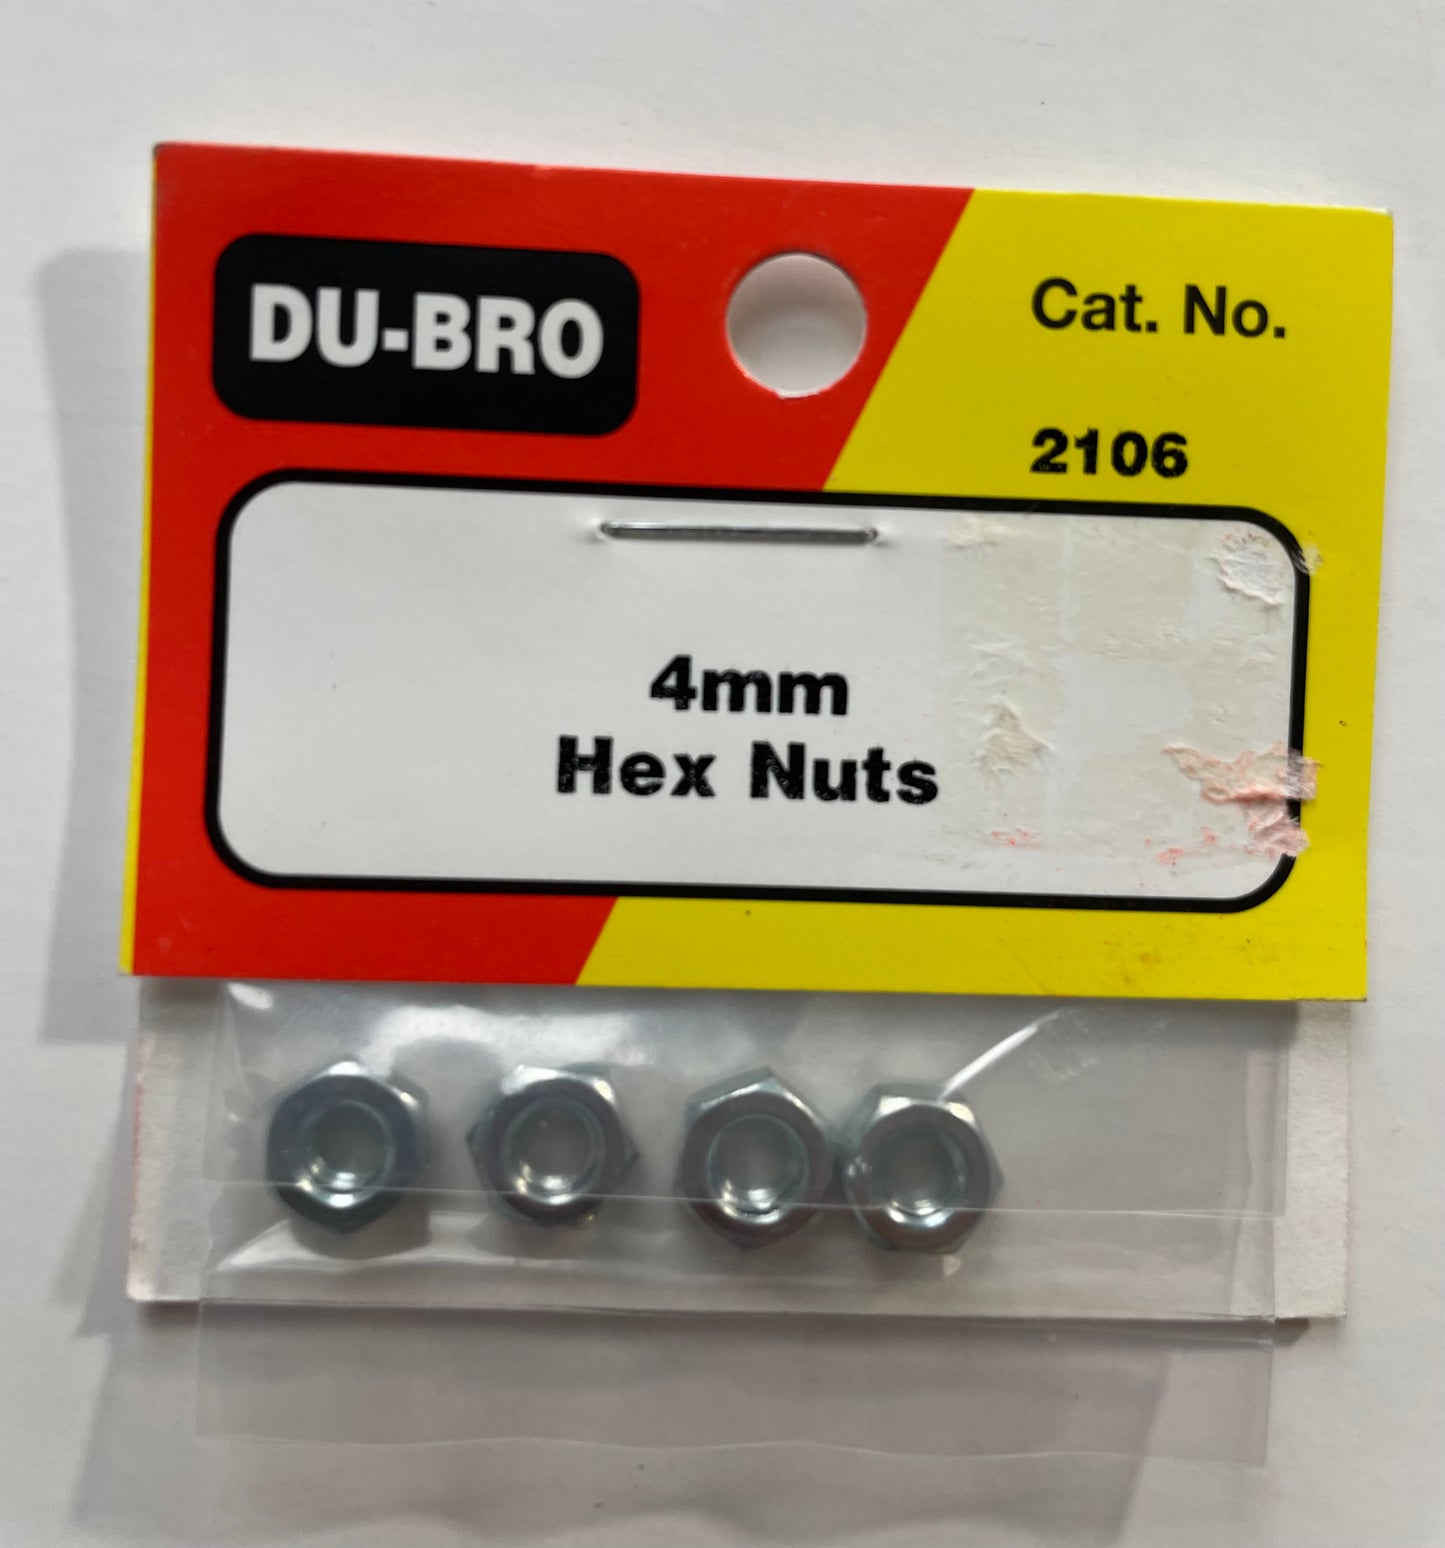 DU-BRO
Cat. No.
2106
4mm
Hex Nuts